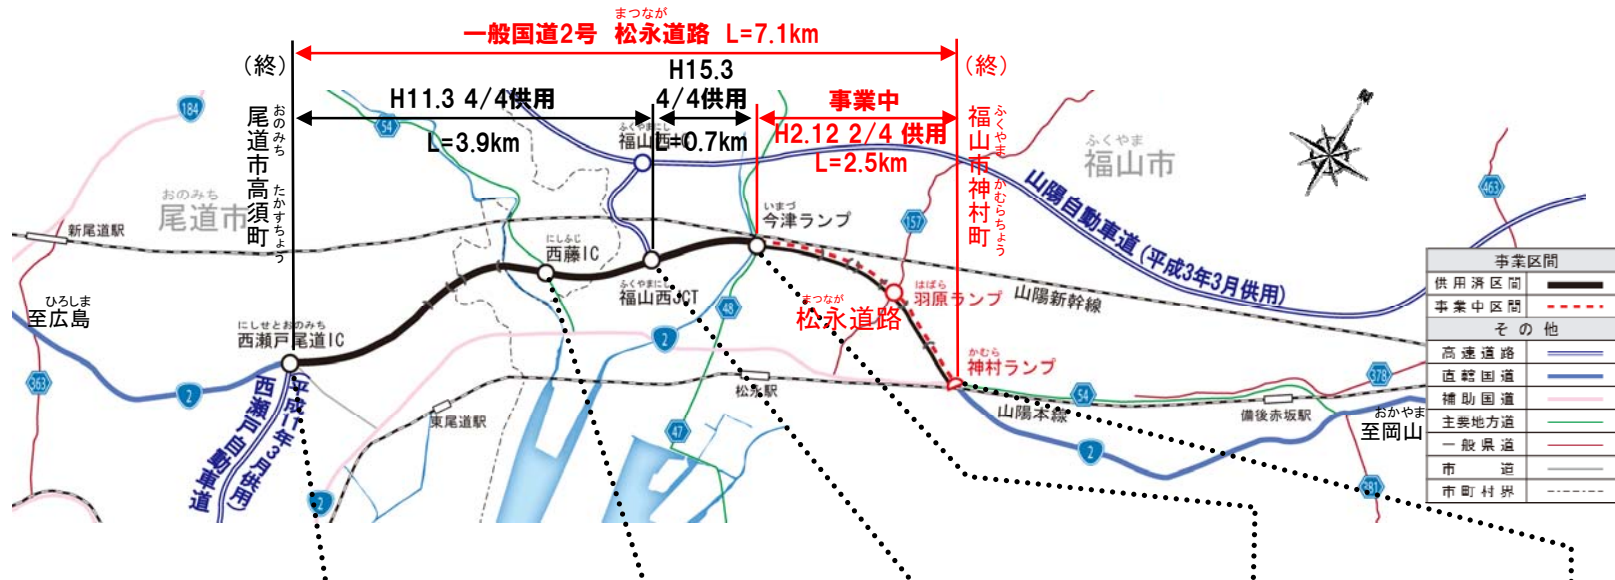 まつなが
一般国道2号 松永道路 L=7.1km
(終)
(終)
H11.3 4/4供用
L=3.9km
H15.3
4/4供用
L=0.7km
事業中
H2.12 2/4 供用
L=2.5km
おのみち たかすちょう
尾道市高須町
ふくやま かむらちょう
福山市神村町
184
54
ふくやまにし
福山西IC
おのみち
尾道市
ふくやま
福山市
新尾道駅
いまづ
今津ランプ
157
463
山陽自動車道(平成3年3月供用)
にしふじ
西藤IC
ふくやまにし
福山西JCT
はばら
羽原ランプ
山陽新幹線
ひろしま
至広島
にしせとおのみち
西瀬戸尾道IC
48
2
まつなが
松永道路
かむら
神村ランプ
363
2
西瀬戸自動車道
(平成11年3月供用)
東尾道駅
松永駅
54
山陽本線
備後赤坂駅
378
おかやま
至岡山
47
2
2
381
事業区間
供用済区間
事業中区間
その他
高速道路
直轄国道
補助国道
主要地方道
一般県道
市道
市町村界